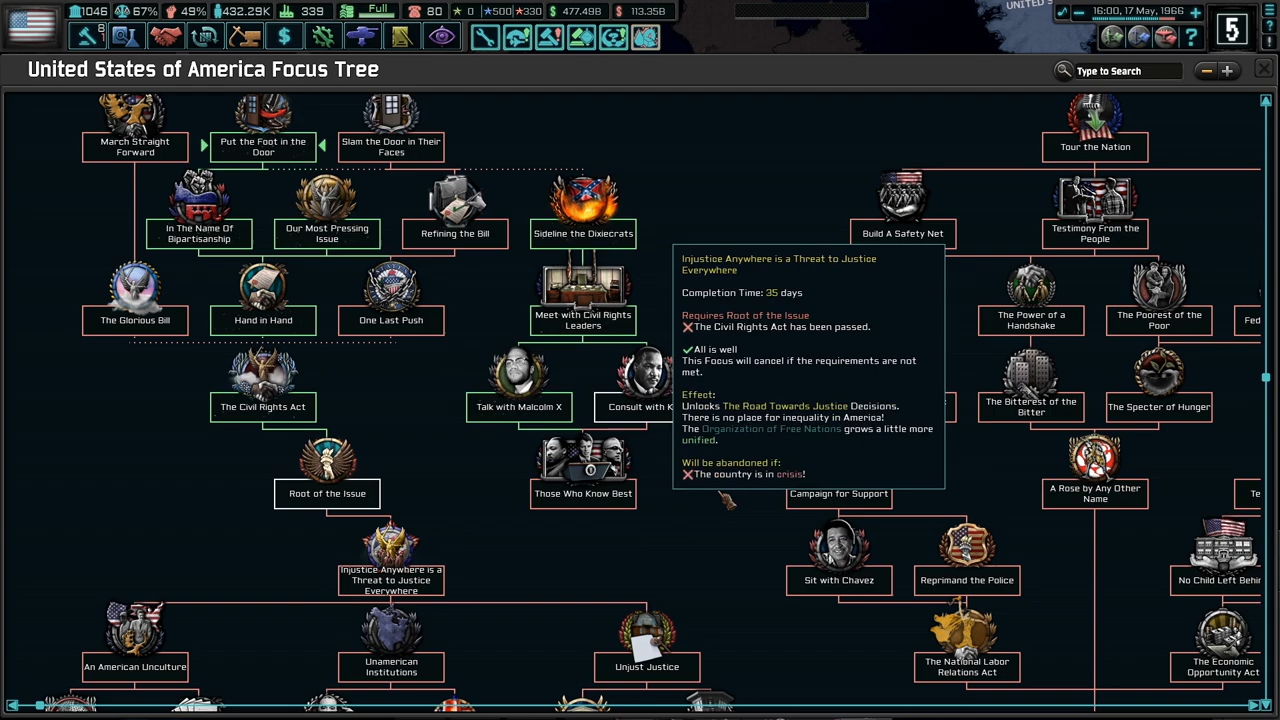 1046 67% 49% 432.29K 339 Full 80 0 500 330 477.49B 113.35B
16:00, 17 May, 1966
8
5
United States of America Focus Tree
Type to Search
March Straight
Forward
Put the Foot in the
Door
Slam the Door in Their
Faces
Tour the Nation
In The Name Of
Bipartisanship
Our Most Pressing
Issue
Refining the Bill
Sideline the Dixiecrats
Build A Safety Net
Testimony From the
People
The Glorious Bill
Hand in Hand
One Last Push
Meet with Civil Rights
Leaders
The Power of a
Handshake
The Poorest of the
Poor
Fed
The Civil Rights Act
Talk with Malcolm X
Consult with K
The Bitterest of the
Bitter
The Specter of Hunger
Root of the Issue
Those Who Know Best
Campaign for Support
A Rose by Any Other
Name
Te
Injustice Anywhere is a
Threat to Justice
Everywhere
Sit with Chavez
Reprimand the Police
No Child Left Behin
An American Unculture
Unamerican
Institutions
Unjust Justice
The National Labor
Relations Act
The Economic
Opportunity Act
Injustice Anywhere is a Threat to Justice
Everywhere
Completion Time: 35 days
Requires Root of the Issue
The Civil Rights Act has been passed.
All is well
This Focus will cancel if the requirements are not
met.
Effect:
Unlocks The Road Towards Justice Decisions.
There is no place for inequality in America!
The Organization of Free Nations grows a little more
unified.
Will be abandoned if:
The country is in crisis!